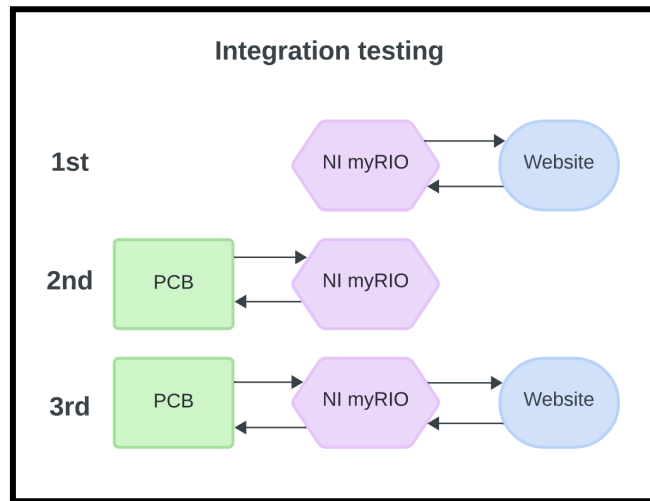 Integration testing
1st
NI myRIO
Website
2nd
PCB
NI myRIO
3rd
PCB
NI myRIO
Website